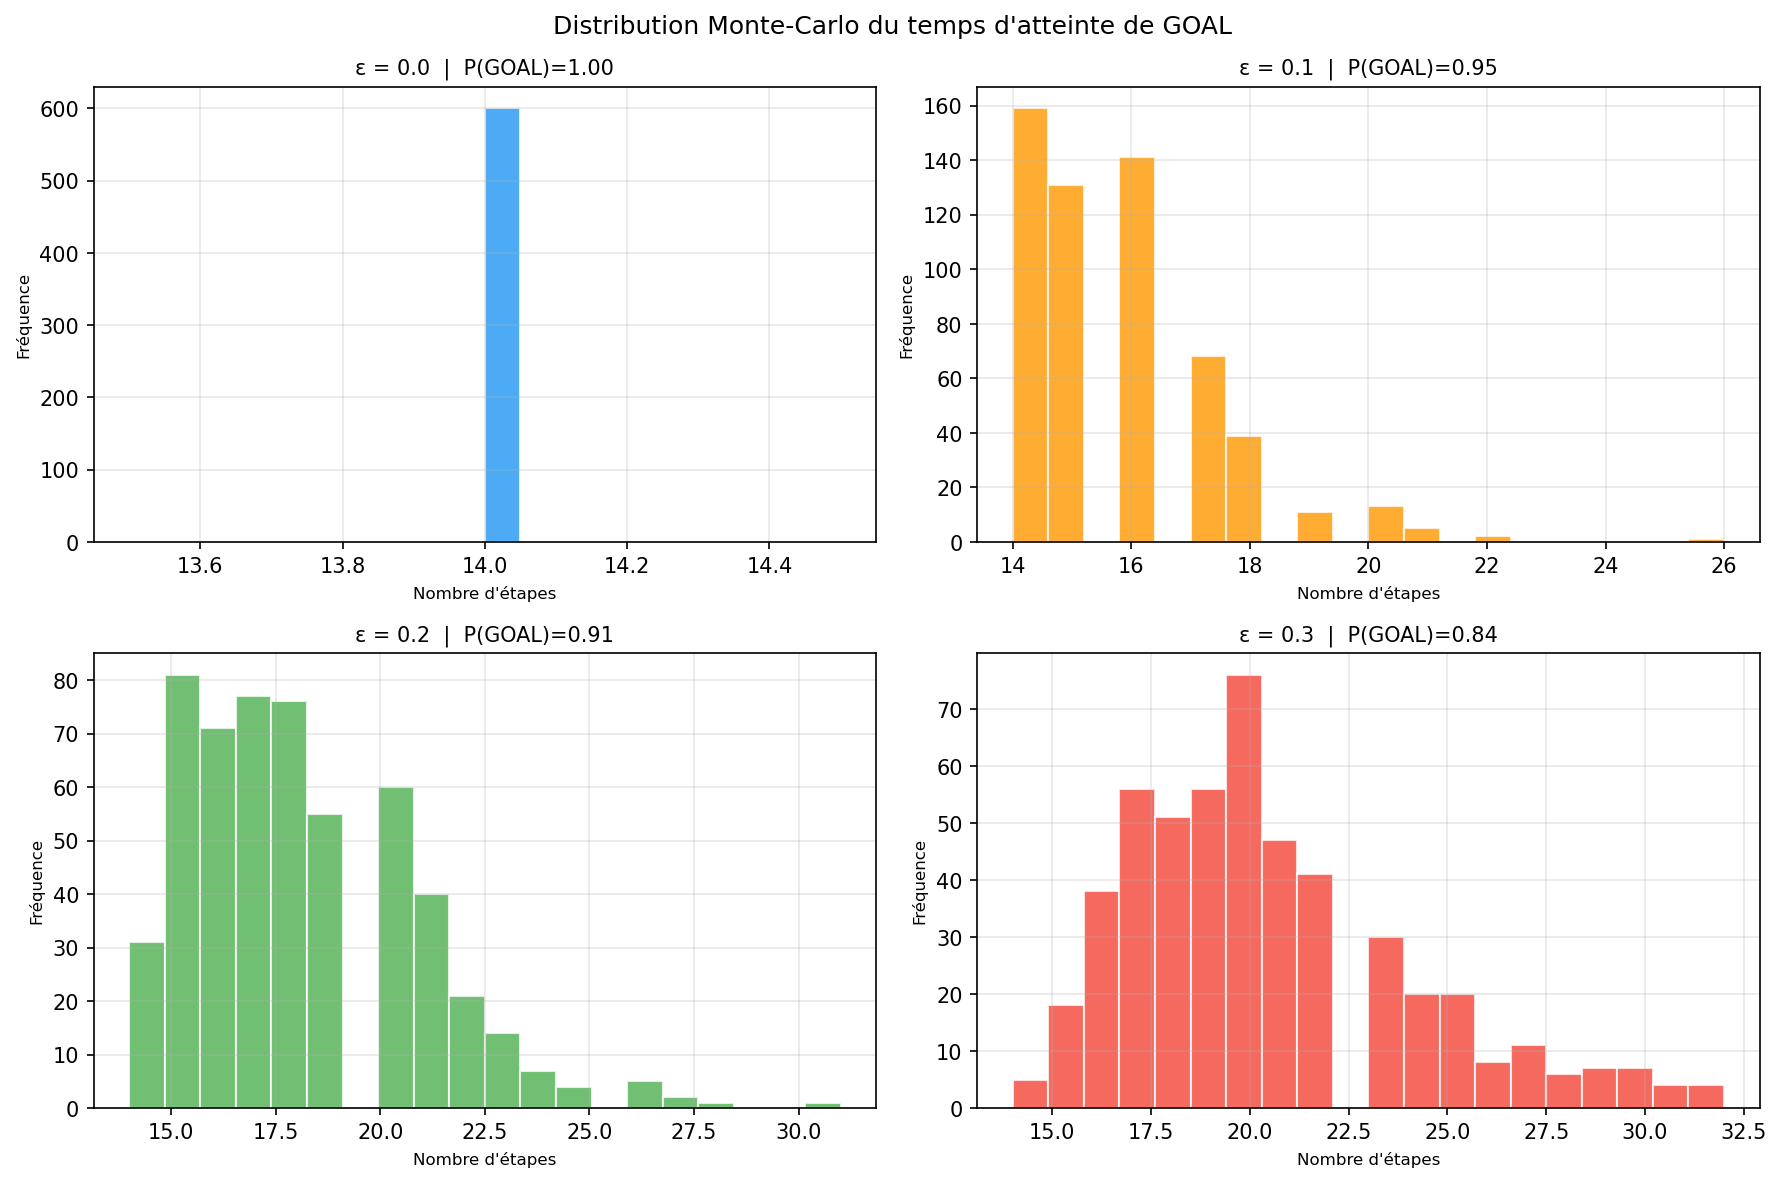 Distribution Monte-Carlo du temps d'atteinte de GOAL
ε = 0.0 | P(GOAL)=1.00
Fréquence
600
500
400
300
200
100
0
13.6 13.8 14.0 14.2 14.4
Nombre d'étapes
ε = 0.1 | P(GOAL)=0.95
Fréquence
160
140
120
100
80
60
40
20
0
14 16 18 20 22 24 26
Nombre d'étapes
ε = 0.2 | P(GOAL)=0.91
Fréquence
80
70
60
50
40
30
20
10
0
15.0 17.5 20.0 22.5 25.0 27.5 30.0
Nombre d'étapes
ε = 0.3 | P(GOAL)=0.84
Fréquence
70
60
50
40
30
20
10
0
15.0 17.5 20.0 22.5 25.0 27.5 30.0 32.5
Nombre d'étapes